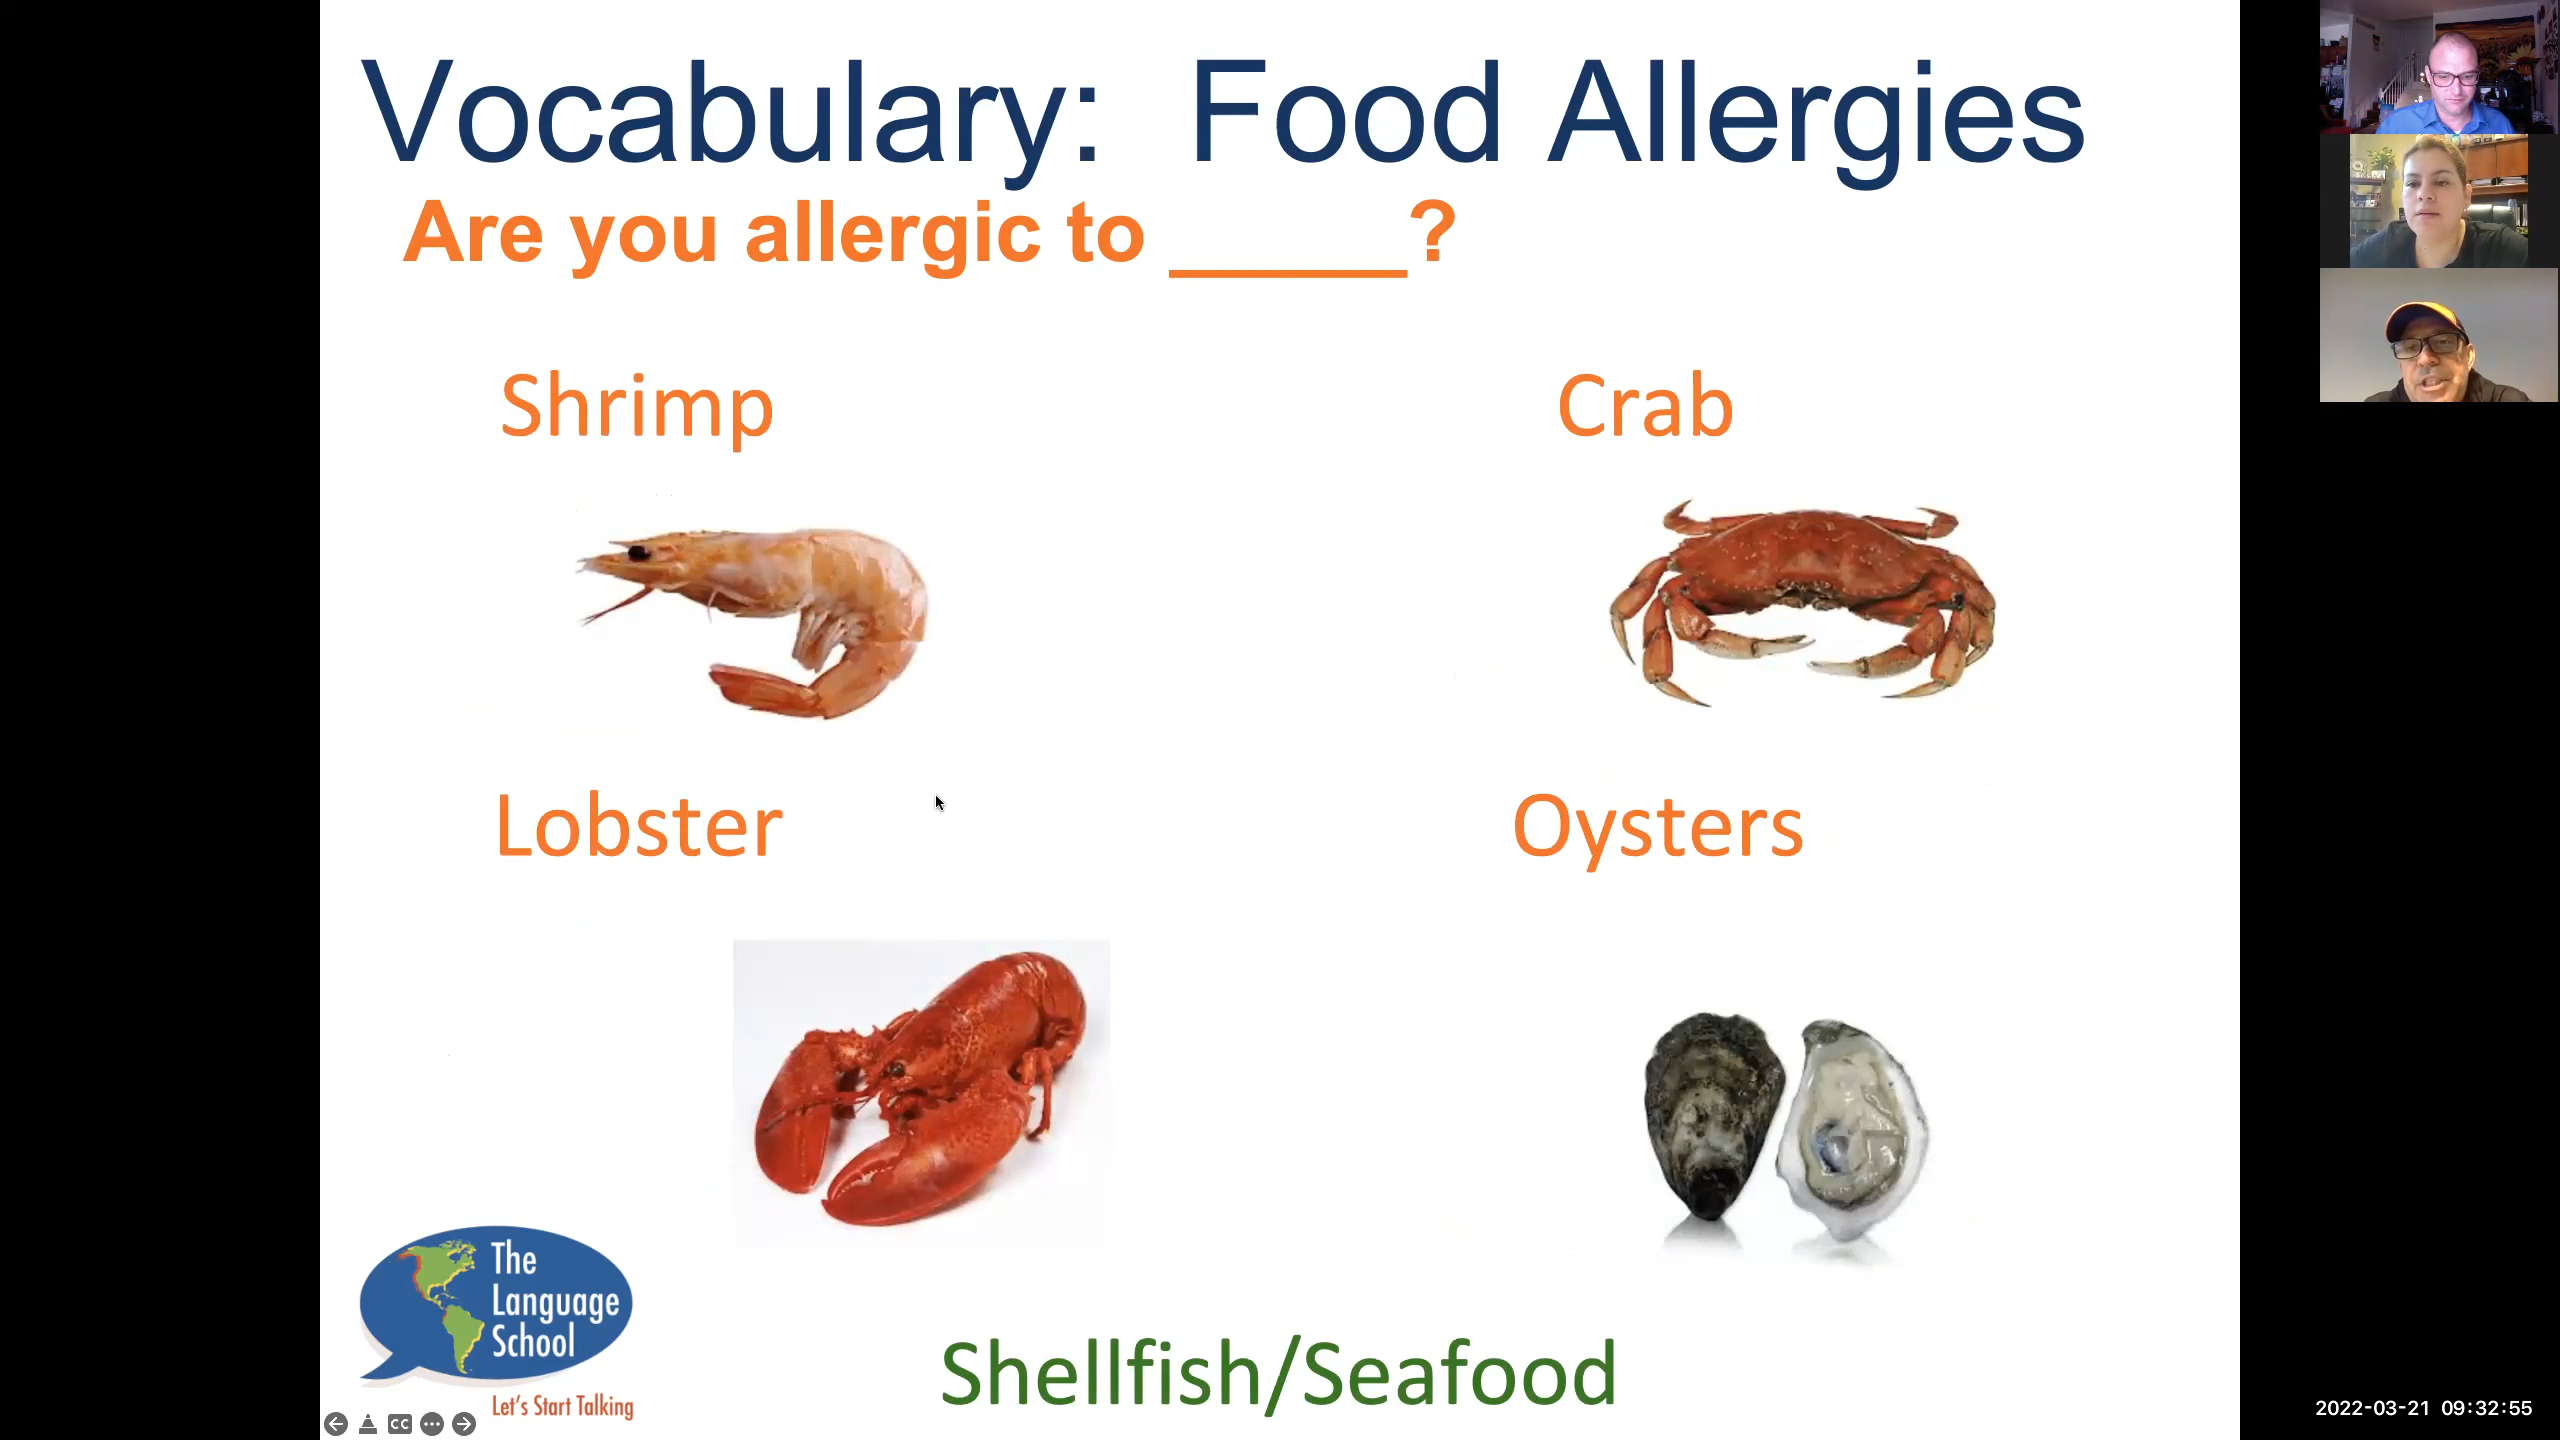 Vocabulary: Food Allergies
Are you allergic to _____?
Shrimp
Crab
Lobster
Oysters
The
Language
School
Let's Start Talking
Shellfish/Seafood
CC
2022-03-21 09:32:55